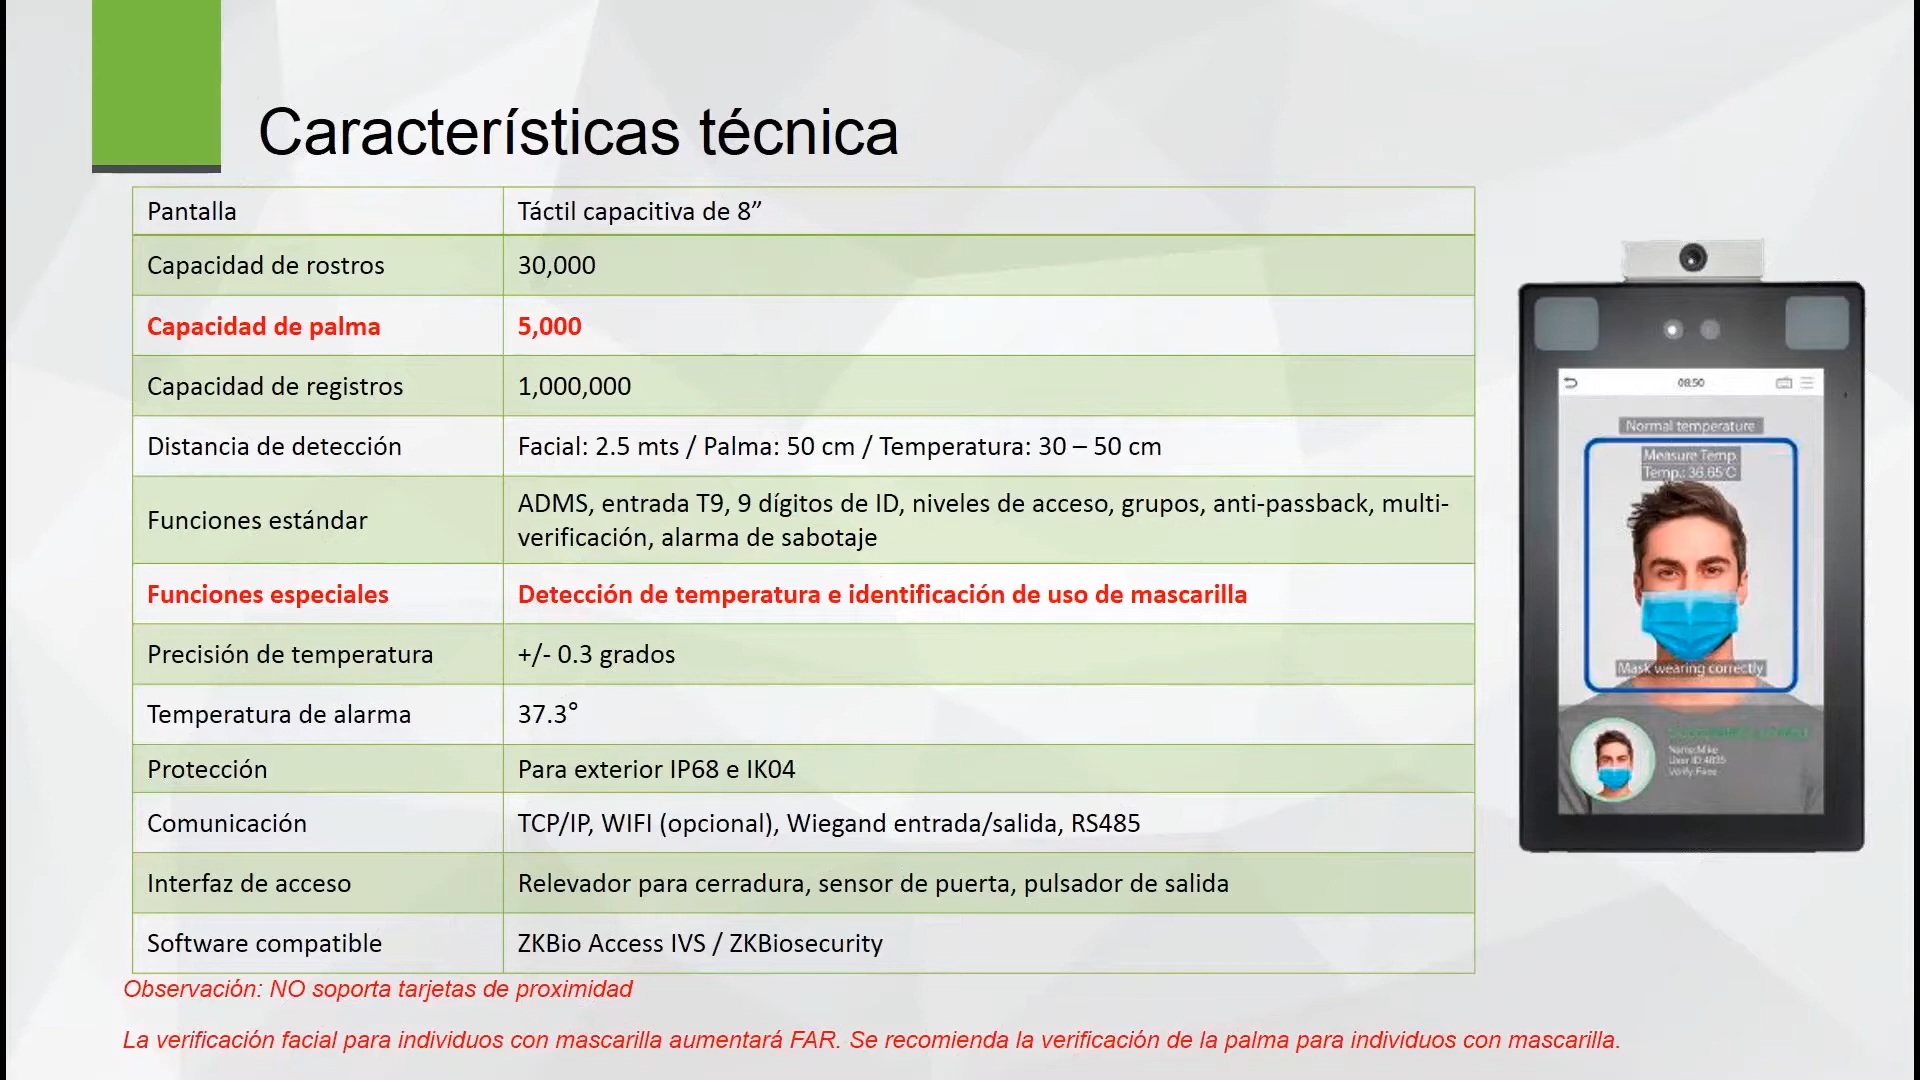 Características técnica
Pantalla
Táctil capacitiva de 8”
Capacidad de rostros
30,000
Capacidad de palma
5,000
Capacidad de registros
1,000,000
Distancia de detección
Facial: 2.5 mts / Palma: 50 cm / Temperatura: 30 – 50 cm
Funciones estándar
ADMS, entrada T9, 9 dígitos de ID, niveles de acceso, grupos, anti-passback, multi-
verificación, alarma de sabotaje
Funciones especiales
Detección de temperatura e identificación de uso de mascarilla
Precisión de temperatura
+/- 0.3 grados
Temperatura de alarma
37.3°
Protección
Para exterior IP68 e IK04
Comunicación
TCP/IP, WIFI (opcional), Wiegand entrada/salida, RS485
Interfaz de acceso
Relevador para cerradura, sensor de puerta, pulsador de salida
Software compatible
ZKBio Access IVS / ZKBiosecurity
Observación: NO soporta tarjetas de proximidad
La verificación facial para individuos con mascarilla aumentará FAR. Se recomienda la verificación de la palma para individuos con mascarilla.
08:50
Normal temperature
Measure Temp.
Temp.: 36.65°C
Mask wearing correctly
Name:Mike
User ID:4835
Verify:Face